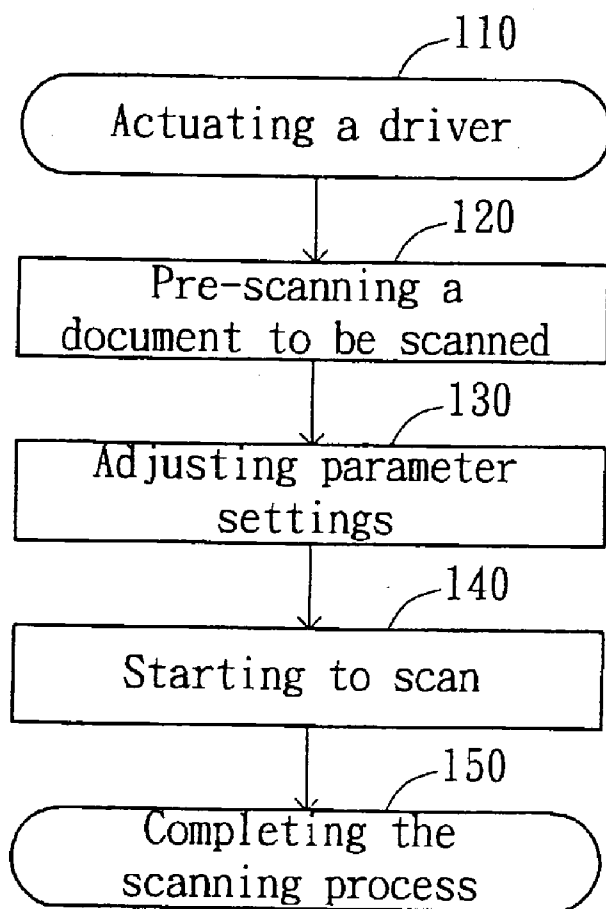 110
Actuating a driver
120
Pre-scanning a
document to be scanned
130
Adjusting parameter
settings
140
Starting to scan
150
Completing the
scanning process